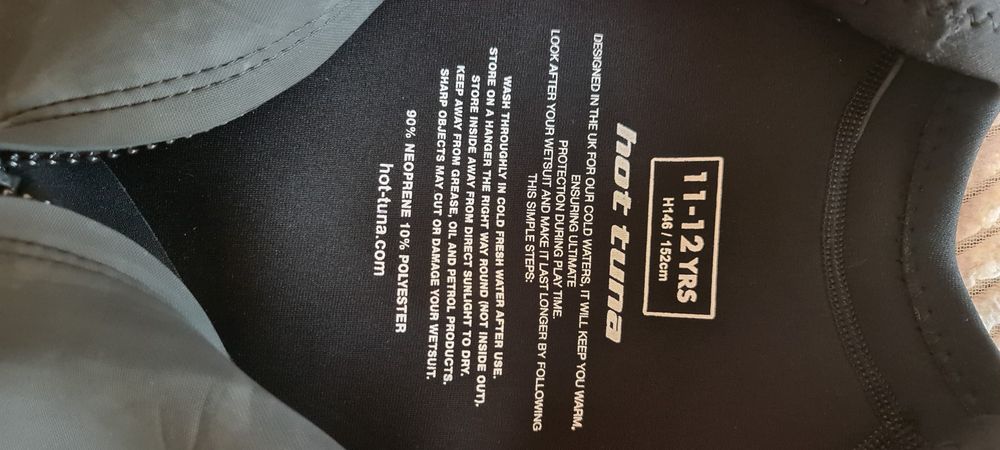 11-12 YRS
H146 / 152cm
hot tuna
DESIGNED IN THE UK FOR OUR COLD WATERS, IT WILL KEEP YOU WARM,
ENSURING ULTIMATE
PROTECTION DURING PLAY TIME.
LOOK AFTER YOUR WETSUIT AND MAKE IT LAST LONGER BY FOLLOWING
THIS SIMPLE STEPS:
WASH THROUGHLY IN COLD FRESH WATER AFTER USE.
STORE ON A HANGER THE RIGHT WAY ROUND (NOT INSIDE OUT).
STORE INSIDE AWAY FROM DIRECT SUNLIGHT TO DRY.
KEEP AWAY FROM GREASE, OIL AND PETROL PRODUCTS.
SHARP OBJECTS MAY CUT OR DAMAGE YOUR WETSUIT.
90% NEOPRENE 10% POLYESTER
hot-tuna.com